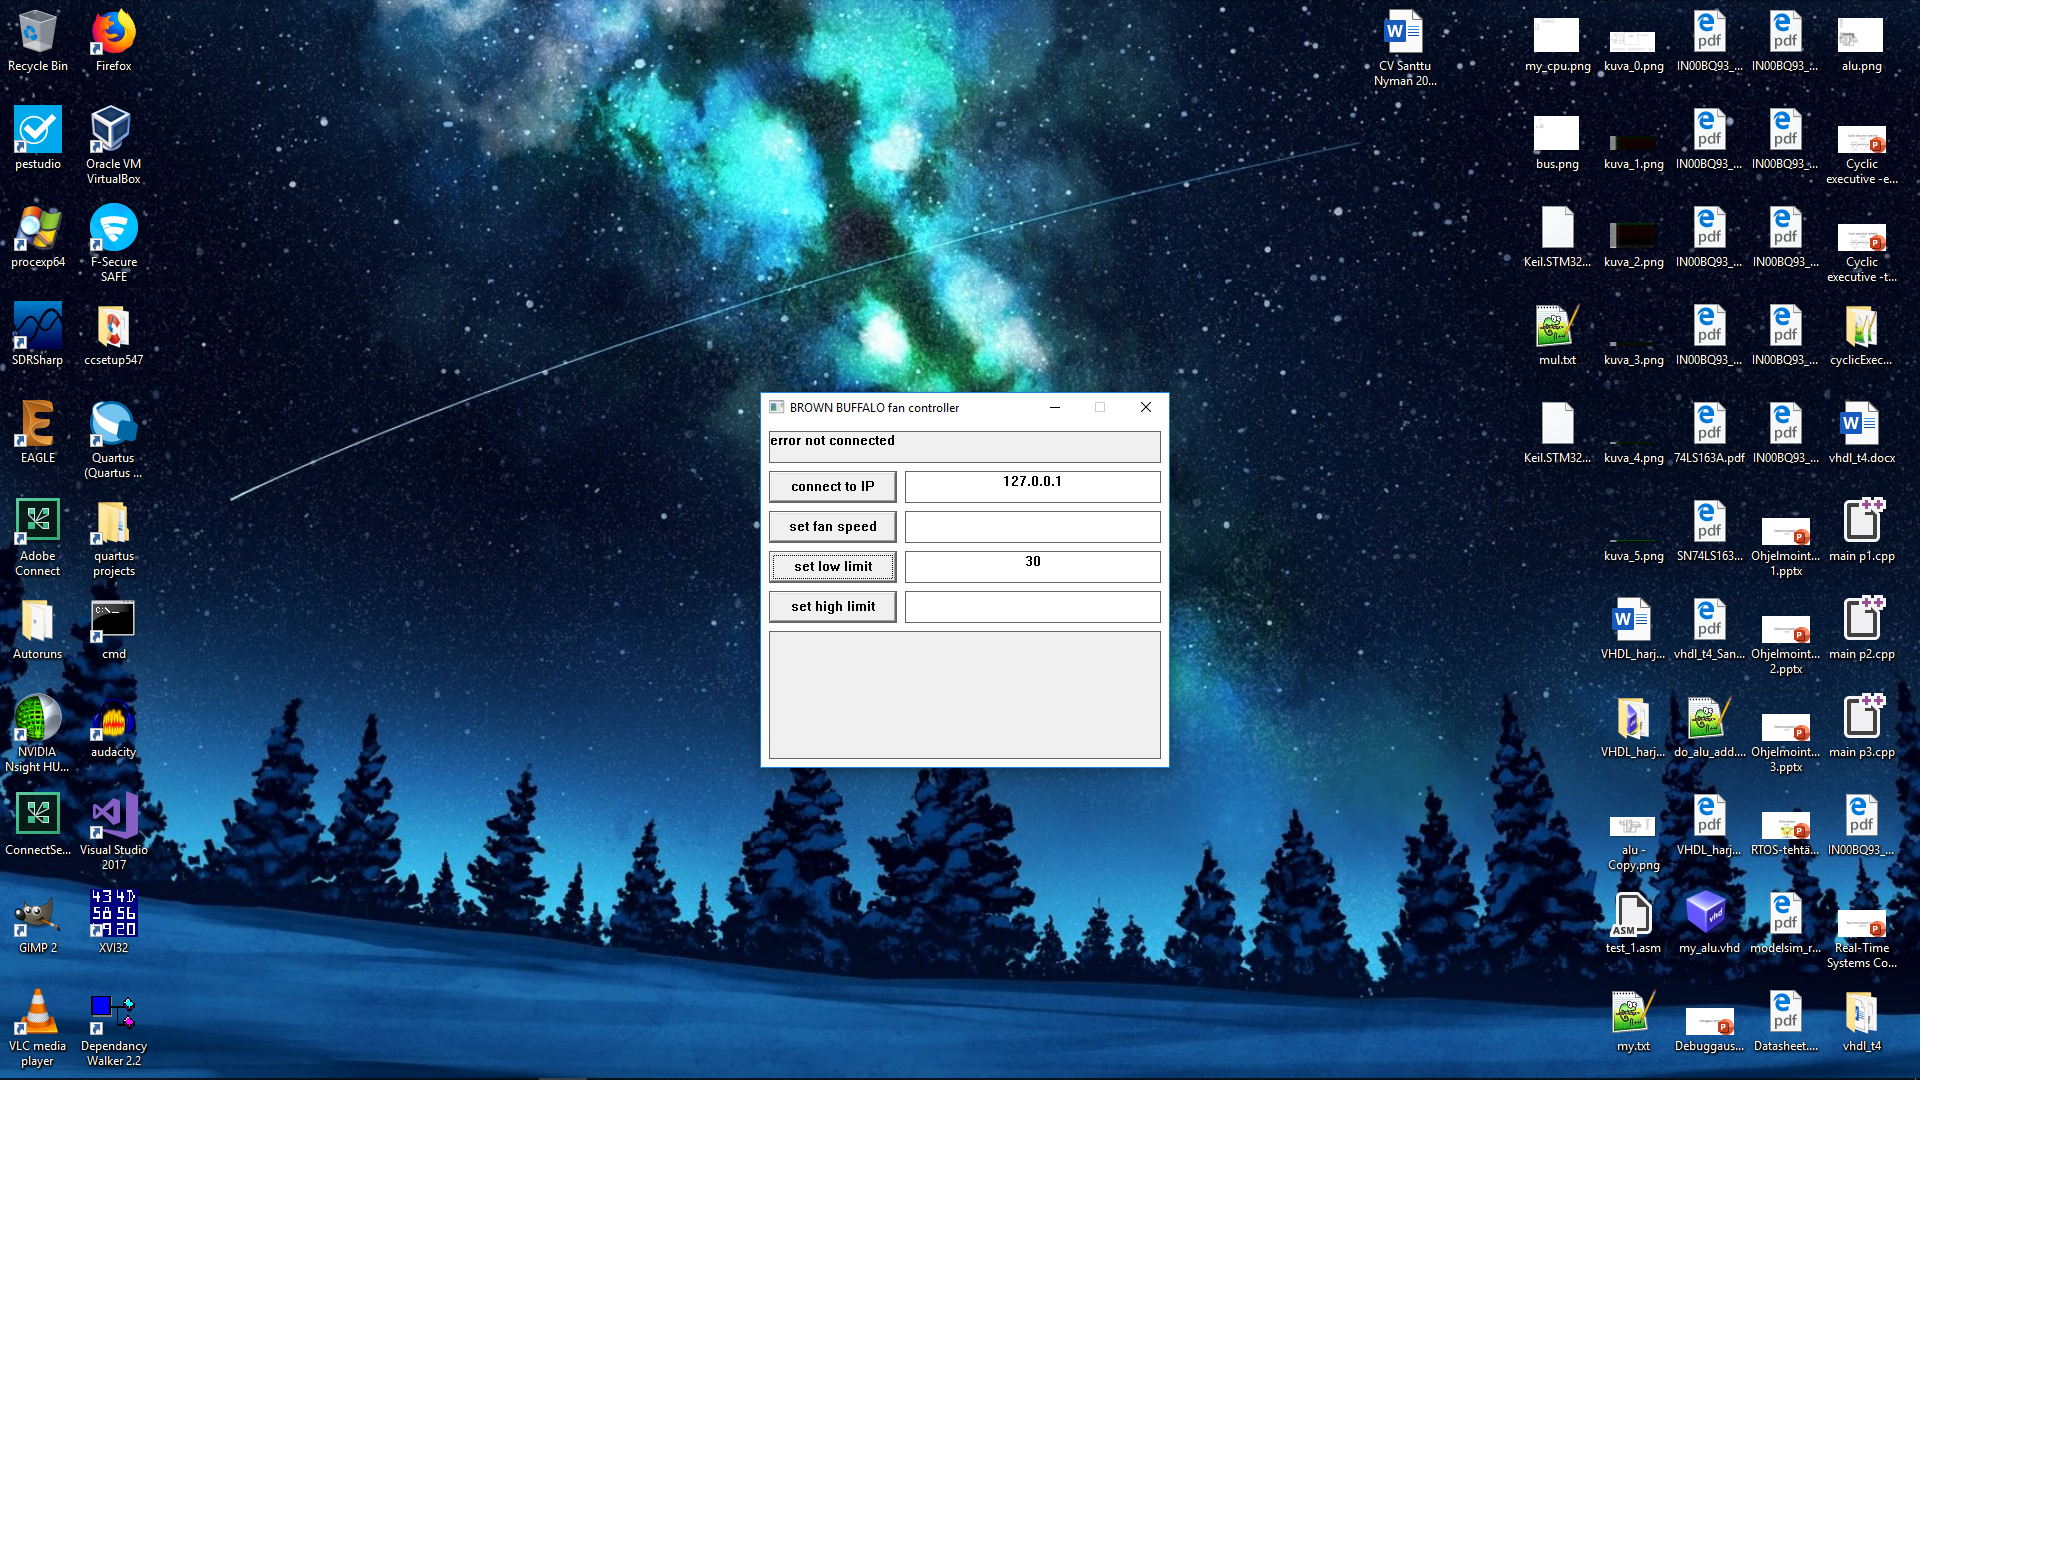 Recycle Bin
Firefox
pestudio
Oracle VM
VirtualBox
procexp64
F-Secure
SAFE
SDRSharp
ccsetup547
EAGLE
Quartus
(Quartus ...
Adobe
Connect
quartus
projects
Autoruns
cmd
NVIDIA
Nsight HU...
audacity
ConnectSe...
Visual Studio
2017
GIMP 2
XVI32
VLC media
player
Dependancy
Walker 2.2
BROWN BUFFALO fan controller
error not connected
connect to IP
127.0.0.1
set fan speed
set low limit
30
set high limit
CV Santtu
Nyman 20...
my_cpu.png
kuva_0.png
IN00BQ93_...
IN00BQ93_...
alu.png
bus.png
kuva_1.png
IN00BQ93_...
IN00BQ93_...
Cyclic
executive -e...
Keil.STM32...
kuva_2.png
IN00BQ93_...
IN00BQ93_...
Cyclic
executive -t...
mul.txt
kuva_3.png
IN00BQ93_...
IN00BQ93_...
cyclicExec...
Keil.STM32...
kuva_4.png
74LS163A.pdf
IN00BQ93_...
vhdl_t4.docx
kuva_5.png
SN74LS163...
Ohjelmoint...
1.pptx
main p1.cpp
VHDL_harj...
vhdl_t4_San...
Ohjelmoint...
2.pptx
main p2.cpp
VHDL_harj...
do_alu_add....
Ohjelmoint...
3.pptx
main p3.cpp
alu -
Copy.png
VHDL_harj...
RTOS-tehtä...
IN00BQ93_...
test_1.asm
my_alu.vhd
modelsim_r...
Real-Time
Systems Co...
my.txt
Debuggaus...
Datasheet....
vhdl_t4